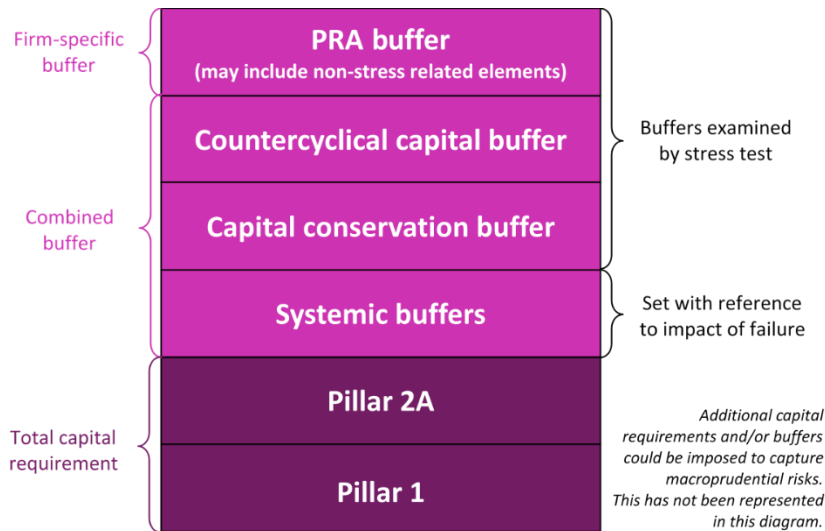 Firm-specific
buffer
PRA buffer
(may include non-stress related elements)
Countercyclical capital buffer
Buffers examined
by stress test
Combined
buffer
Capital conservation buffer
Systemic buffers
Set with reference
to impact of failure
Total capital
requirement
Pillar 2A
Pillar 1
Additional capital
requirements and/or buffers
could be imposed to capture
macroprudential risks.
This has not been represented
in this diagram.